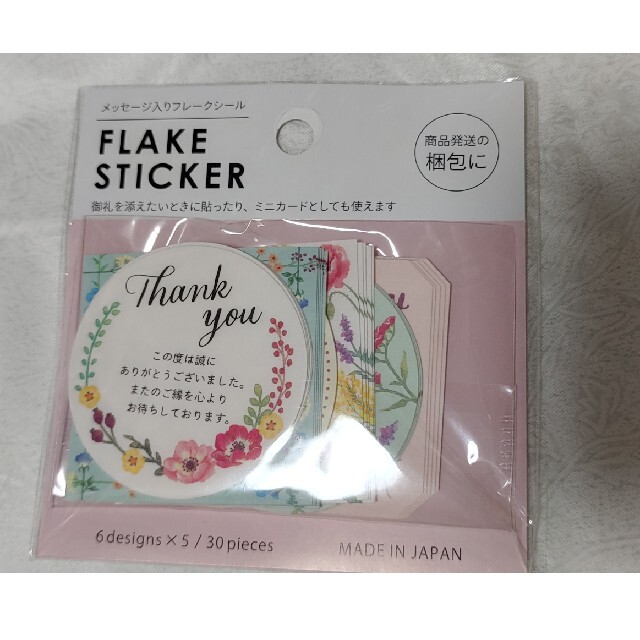 メッセージ入りフレークシール
FLAKE
STICKER
商品発送の
梱包に
御礼を添えたいときに貼ったり、ミニカードとしても使えます
Thank
you
この度は誠に
ありがとうございました。
またのご縁を心より
お待ちしております。
6 designs×5 / 30 pieces
MADE IN JAPAN